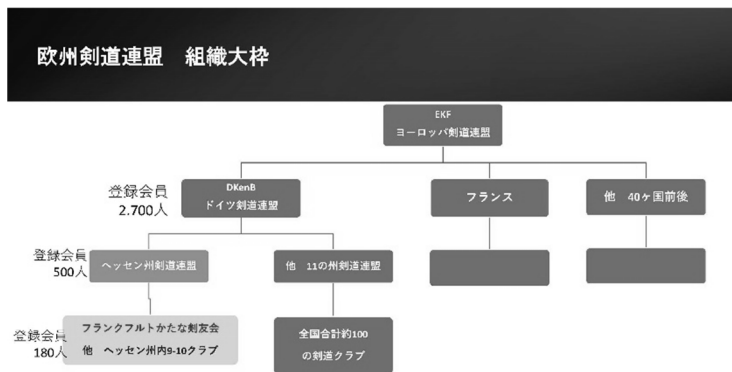 欧州剣道連盟　組織大枠
EKF
ヨーロッパ剣道連盟
登録会員
2.700人
DKenB
ドイツ剣道連盟
フランス
他　40ヶ国前後
登録会員
500人
ヘッセン州剣道連盟
他　11の州剣道連盟
登録会員
180人
フランクフルトかたな剣友会
他　ヘッセン州内9-10クラブ
全国合計約100
の剣道クラブ